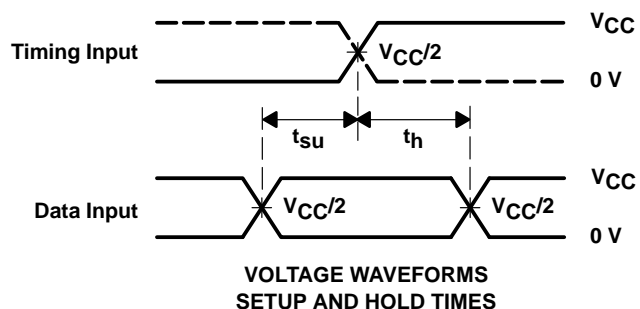 VCC
Timing Input
VCC/2
0 V
tsu
th
VCC
Data Input
VCC/2
VCC/2
0 V
VOLTAGE WAVEFORMS
SETUP AND HOLD TIMES